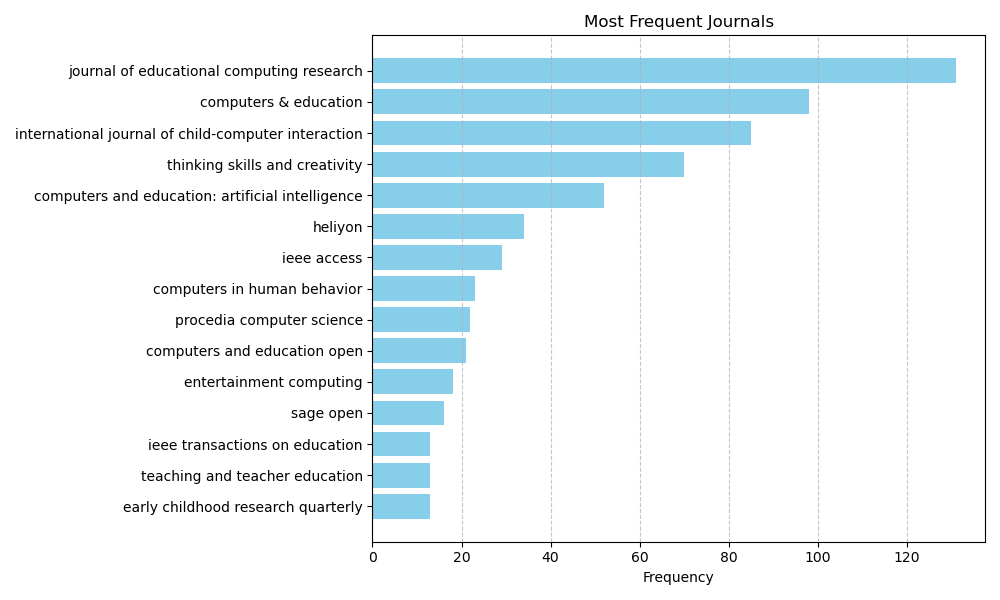 Most Frequent Journals
journal of educational computing research
computers & education
international journal of child-computer interaction
thinking skills and creativity
computers and education: artificial intelligence
heliyon
ieee access
computers in human behavior
procedia computer science
computers and education open
entertainment computing
sage open
ieee transactions on education
teaching and teacher education
early childhood research quarterly
0 20 40 60 80 100 120
Frequency